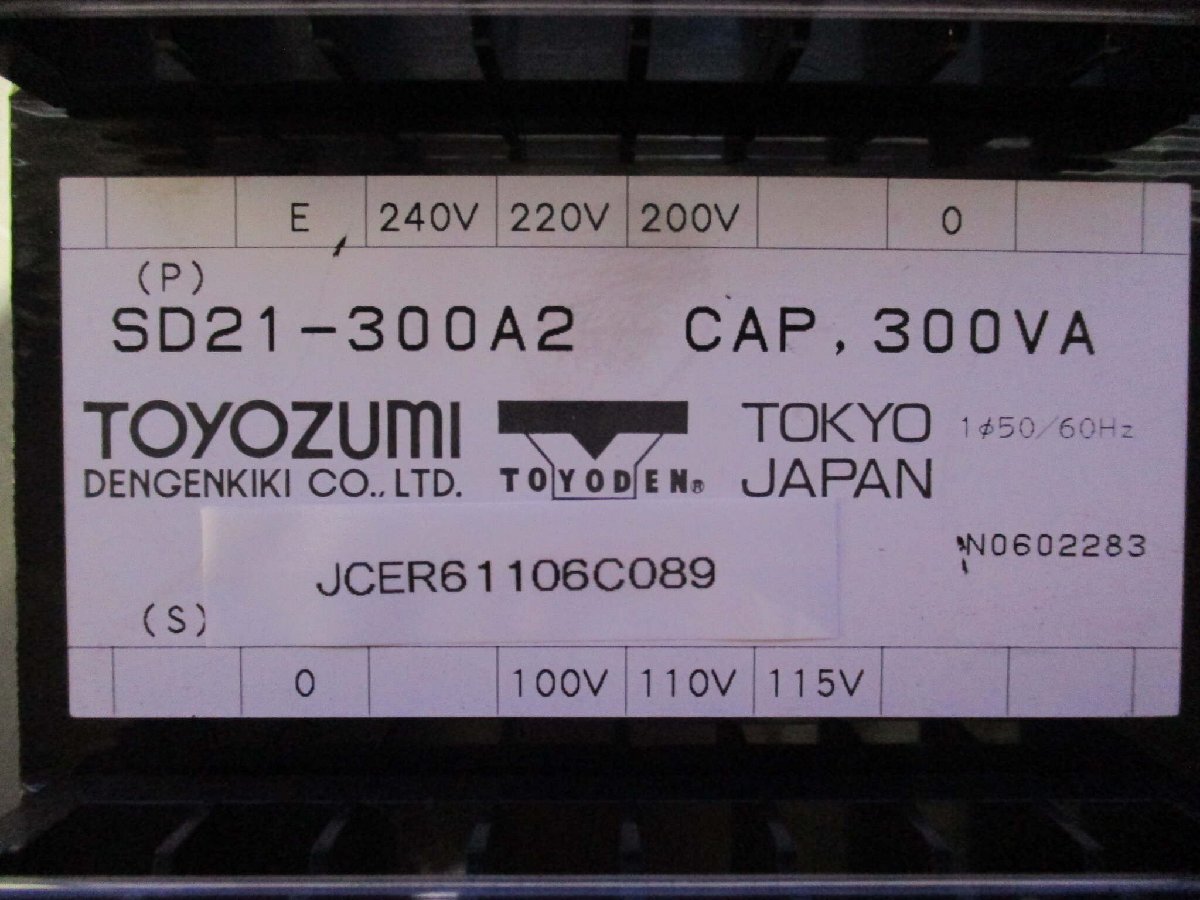 E 240V 220V 200V 0
(P)
SD21-300A2 CAP. 300VA
TOYOZUMI
DENGENKIKI CO., LTD.
TOYODEN®
TOKYO
JAPAN
1φ50/60Hz
N0602283
JCER61106C089
(S)
0 100V 110V 115V